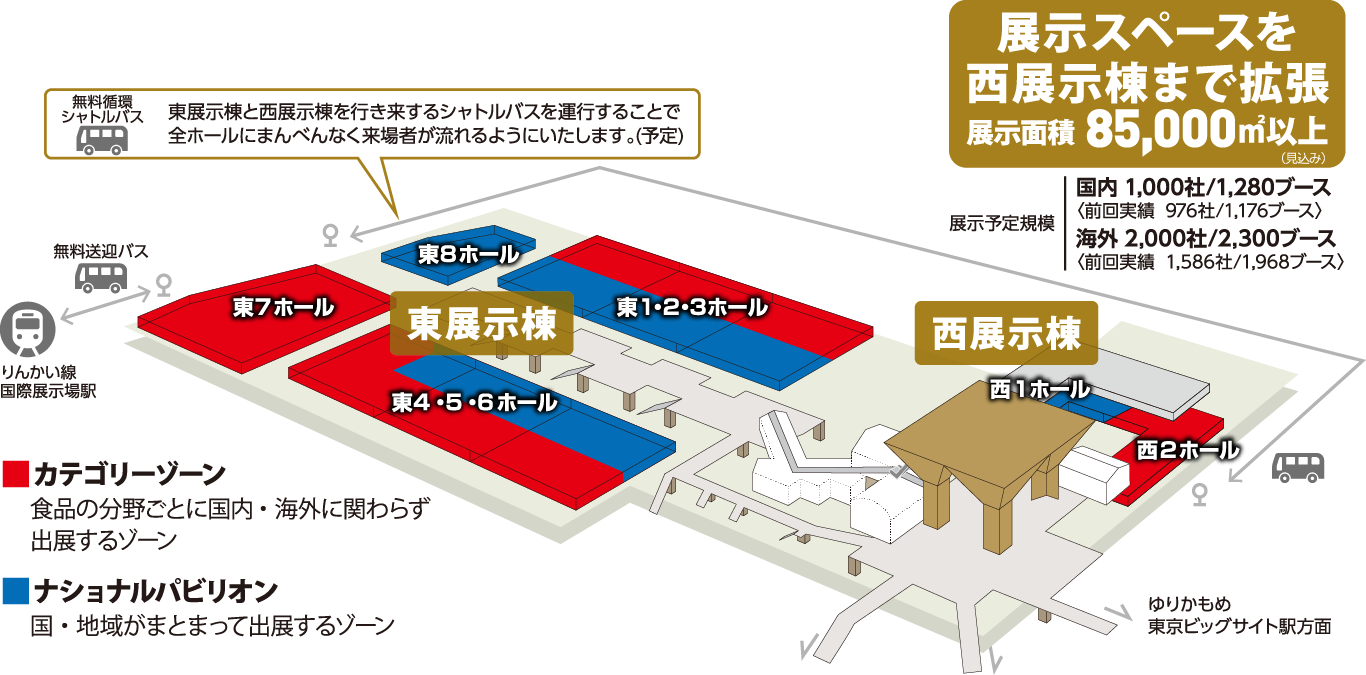 展示スペースを
西展示棟まで拡張
展示面積 85,000㎡以上
(見込み)
無料循環
シャトルバス
東展示棟と西展示棟を行き来するシャトルバスを運行することで
全ホールにまんべんなく来場者が流れるようにいたします。(予定)
展示予定規模
国内 1,000社/1,280ブース
〈前回実績 976社/1,176ブース〉
海外 2,000社/2,300ブース
〈前回実績 1,586社/1,968ブース〉
無料送迎バス
りんかい線
国際展示場駅
東8ホール
東7ホール
東1・2・3ホール
東展示棟
東4・5・6ホール
西展示棟
西1ホール
西2ホール
カテゴリーゾーン
食品の分野ごとに国内・海外に関わらず
出展するゾーン
ナショナルパビリオン
国・地域がまとまって出展するゾーン
ゆりかもめ
東京ビッグサイト駅方面